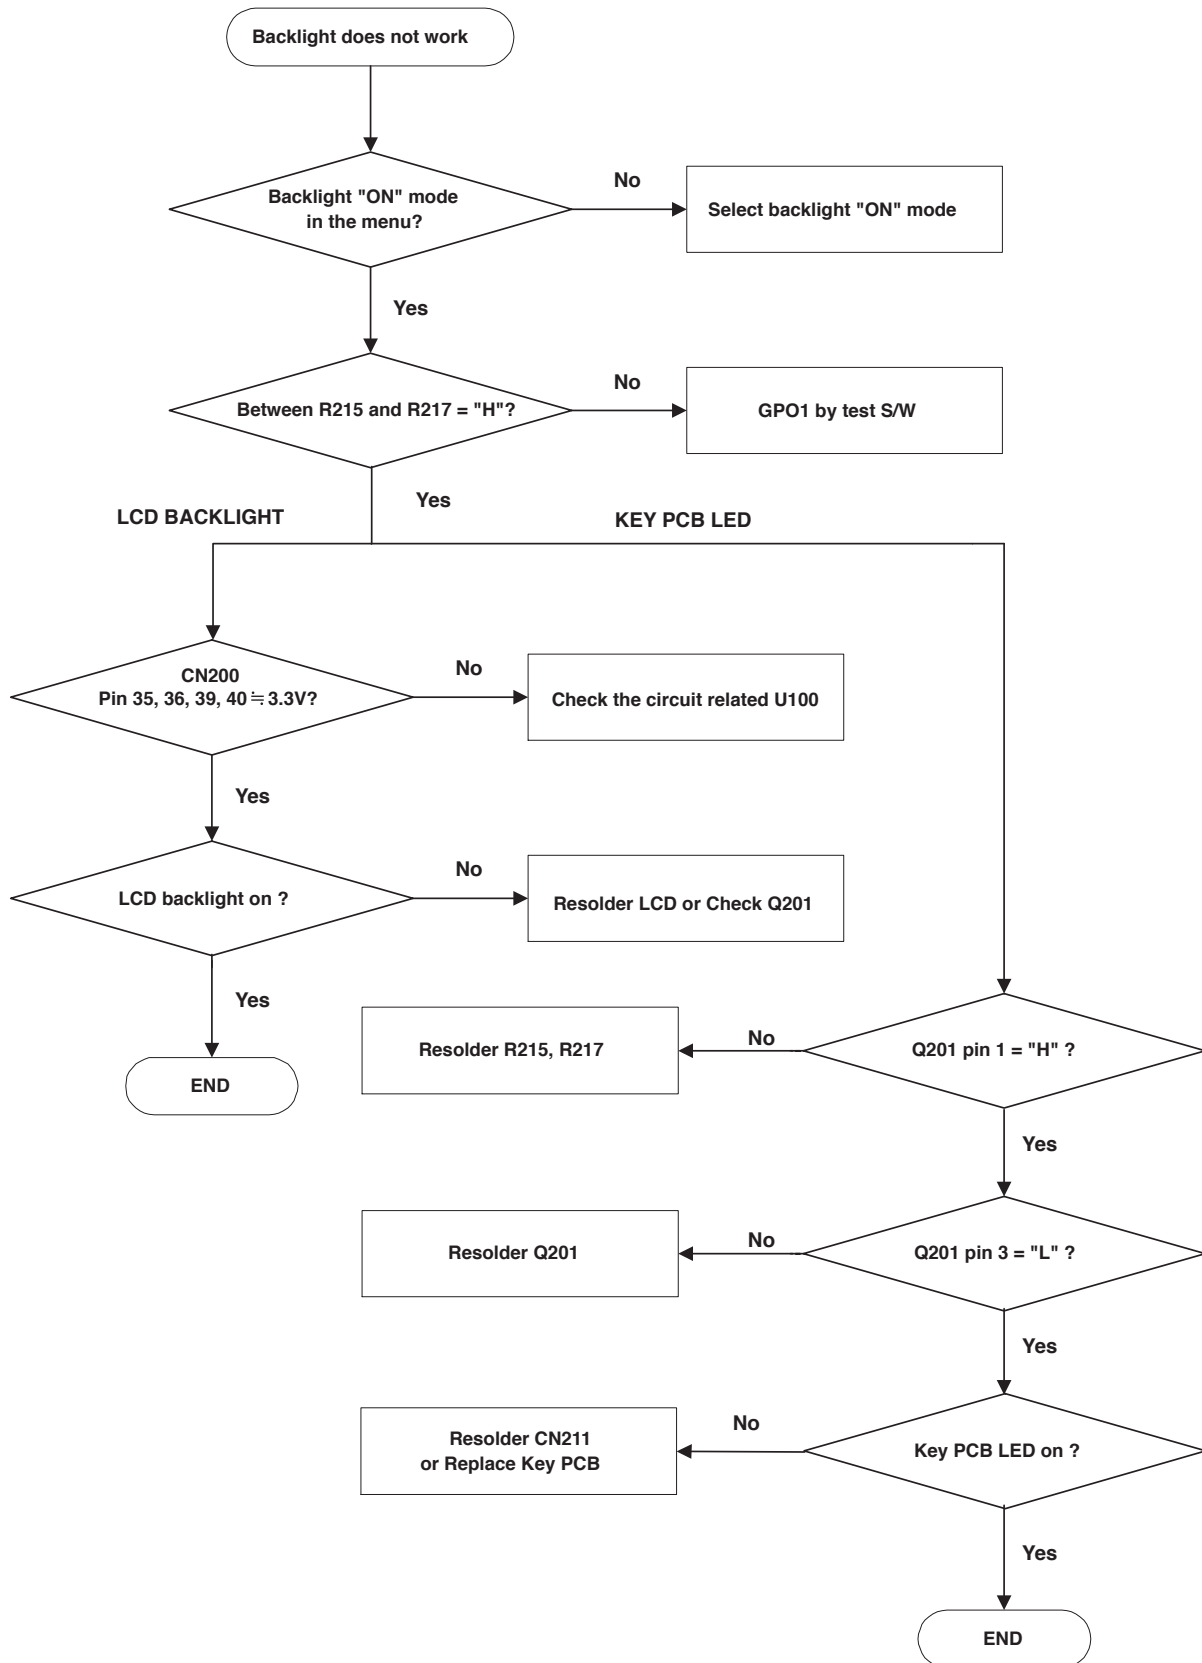 Backlight does not work
Backlight "ON" mode
in the menu?
No
Select backlight "ON" mode
Yes
Between R215 and R217 = "H"?
No
GPO1 by test S/W
Yes
LCD BACKLIGHT
KEY PCB LED
CN200
Pin 35, 36, 39, 40≒3.3V?
No
Check the circuit related U100
Yes
LCD backlight on ?
No
Resolder LCD or Check Q201
Yes
END
Q201 pin 1 = "H" ?
No
Resolder R215, R217
Yes
Q201 pin 3 = "L" ?
No
Resolder Q201
Yes
Key PCB LED on ?
No
Resolder CN211
or Replace Key PCB
Yes
END